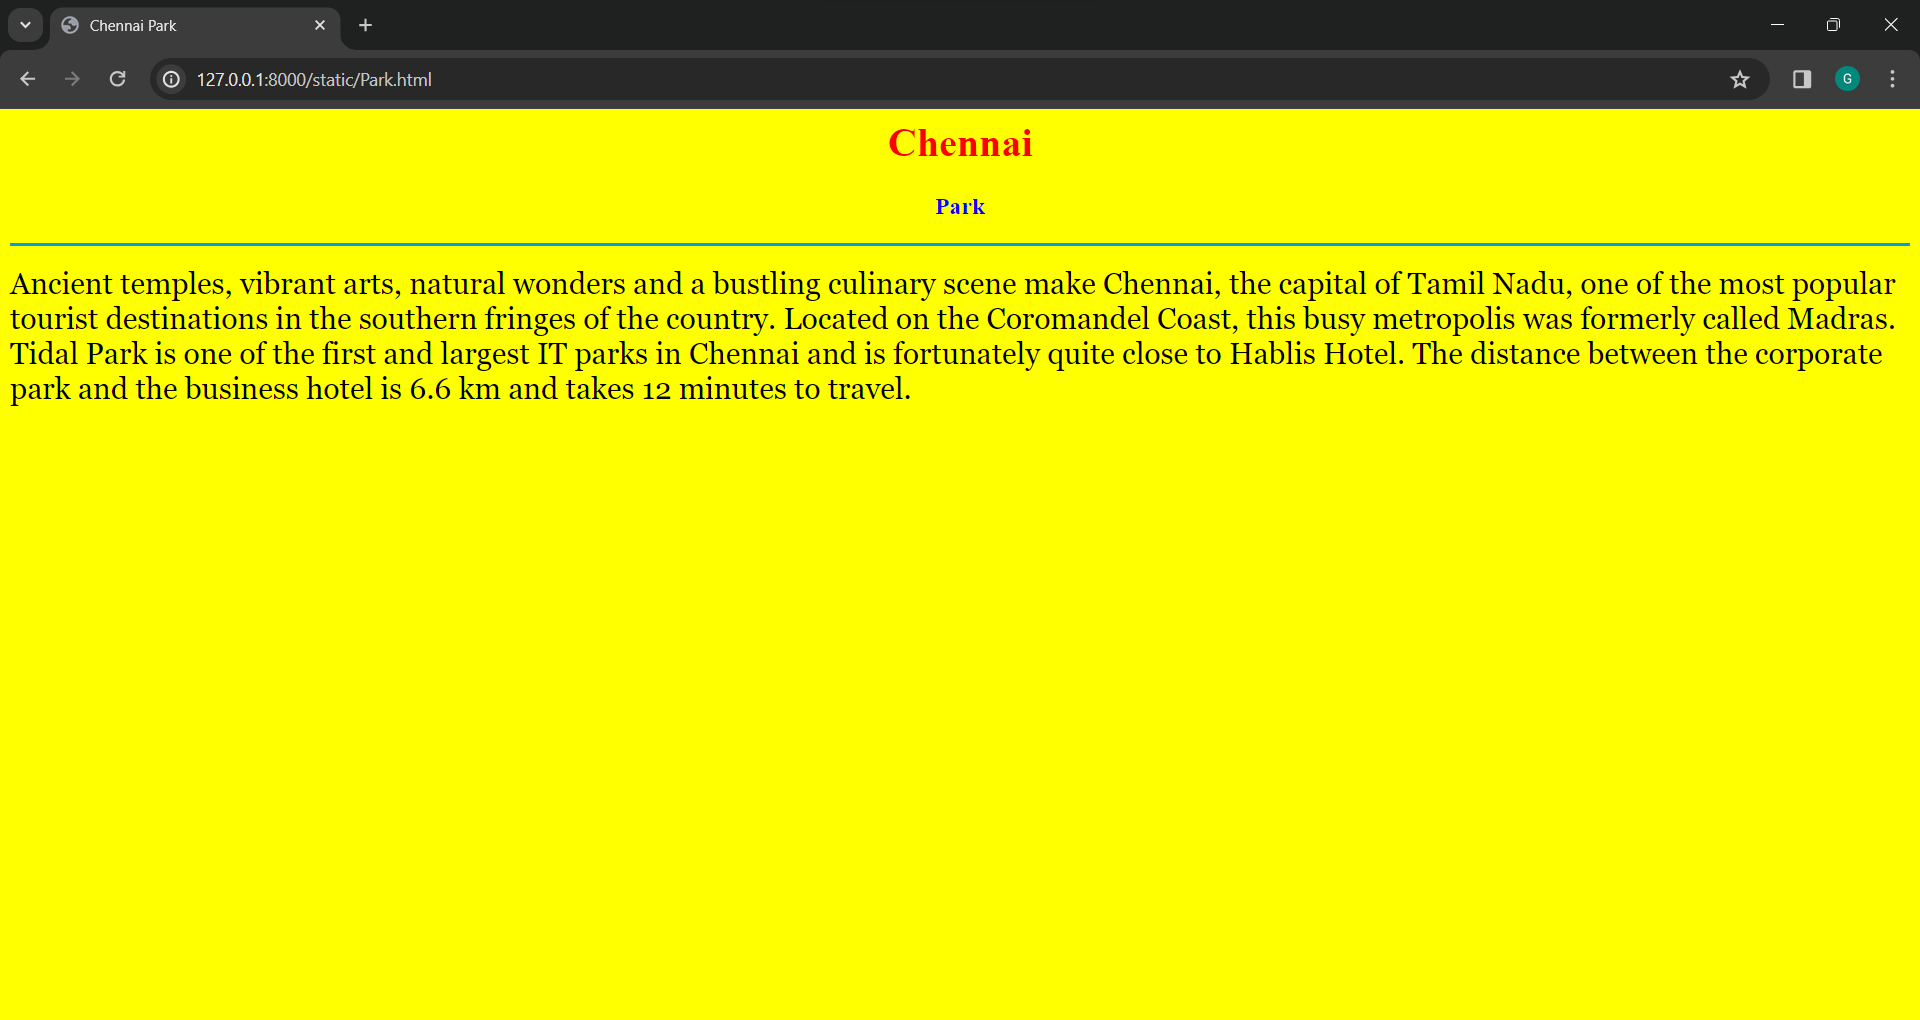 Chennai Park
127.0.0.1:8000/static/Park.html
G
Chennai
Park
Ancient temples, vibrant arts, natural wonders and a bustling culinary scene make Chennai, the capital of Tamil Nadu, one of the most popular
tourist destinations in the southern fringes of the country. Located on the Coromandel Coast, this busy metropolis was formerly called Madras.
Tidal Park is one of the first and largest IT parks in Chennai and is fortunately quite close to Hablis Hotel. The distance between the corporate
park and the business hotel is 6.6 km and takes 12 minutes to travel.